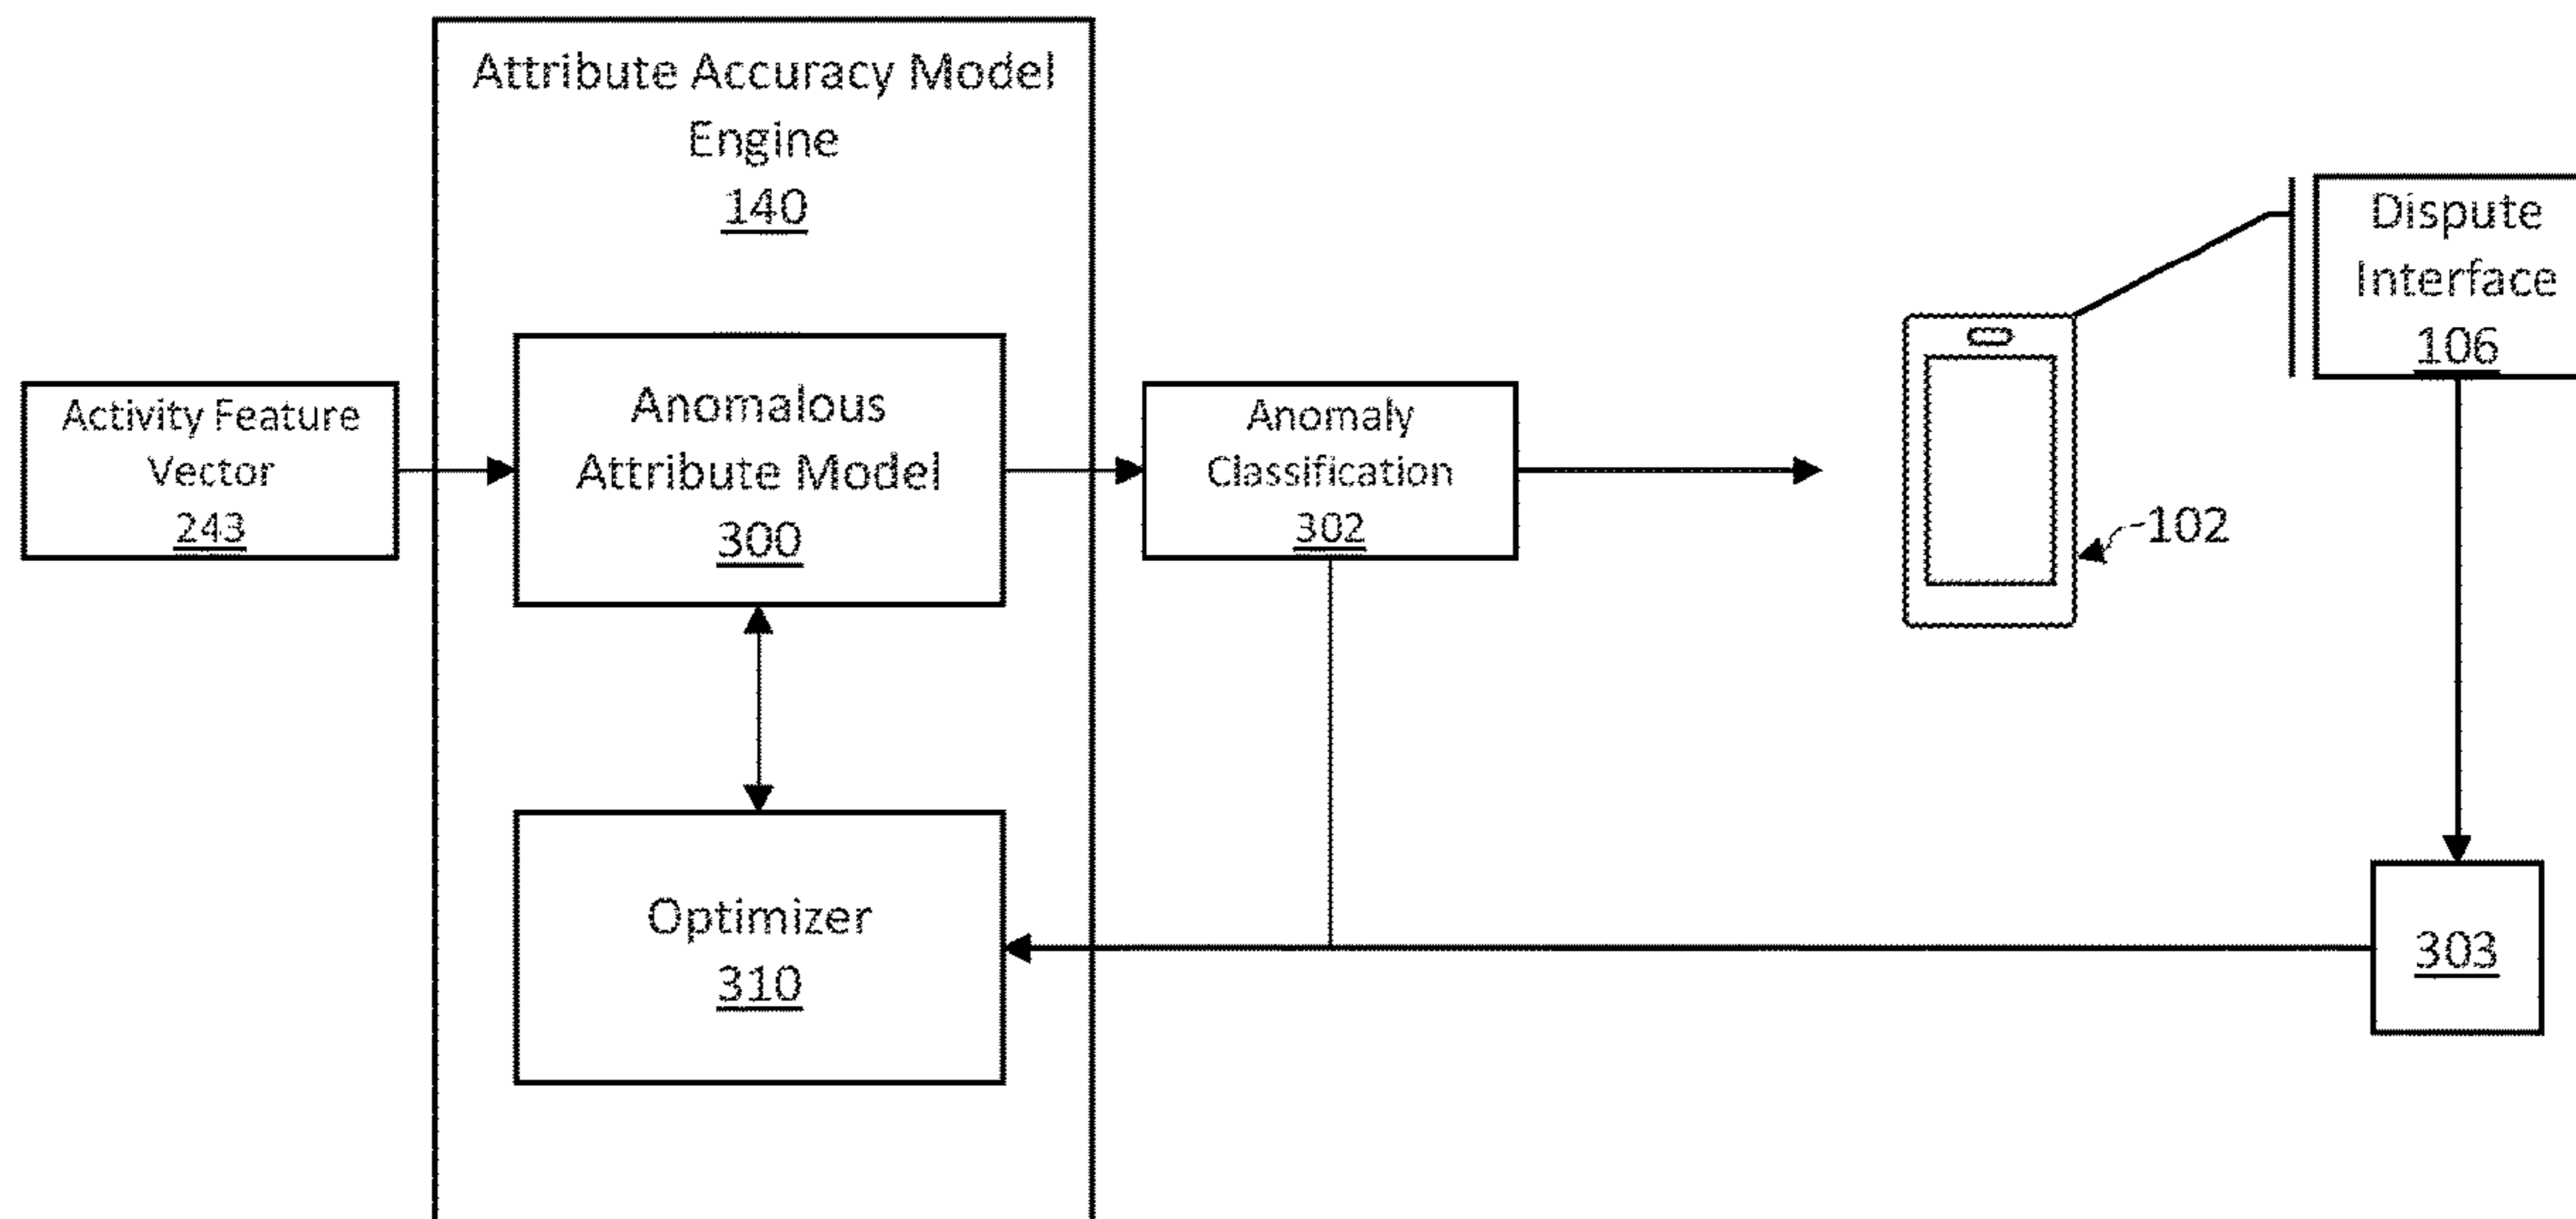 Attribute Accuracy Model
Engine
140
Activity Feature
Vector
243
Anomalous
Attribute Model
300
Anomaly
Classification
302
102
Dispute
Interface
106
Optimizer
310
303